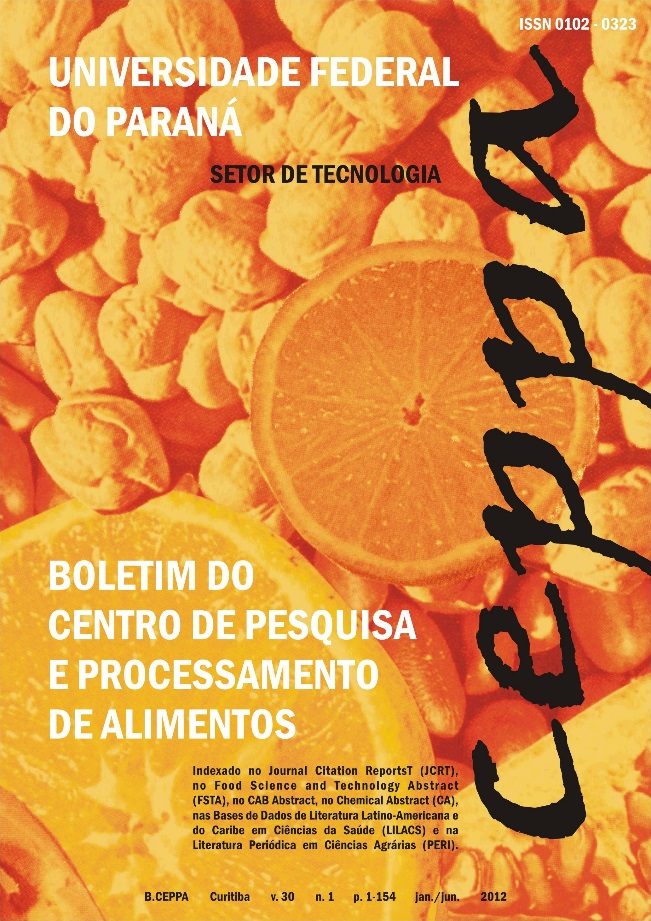 ISSN 0102 - 0323
UNIVERSIDADE FEDERAL
DO PARANÁ
SETOR DE TECNOLOGIA
ceppa
BOLETIM DO
CENTRO DE PESQUISA
E PROCESSAMENTO
DE ALIMENTOS
Indexado no Journal Citation ReportsT (JCRT),
no Food Science and Technology Abstract
(FSTA), no CAB Abstract, no Chemical Abstract (CA),
nas Bases de Dados de Literatura Latino-Americana e
do Caribe em Ciências da Saúde (LILACS) e na
Literatura Periódica em Ciências Agrárias (PERI).
B.CEPPA Curitiba v. 30 n. 1 p. 1-154 jan./jun. 2012